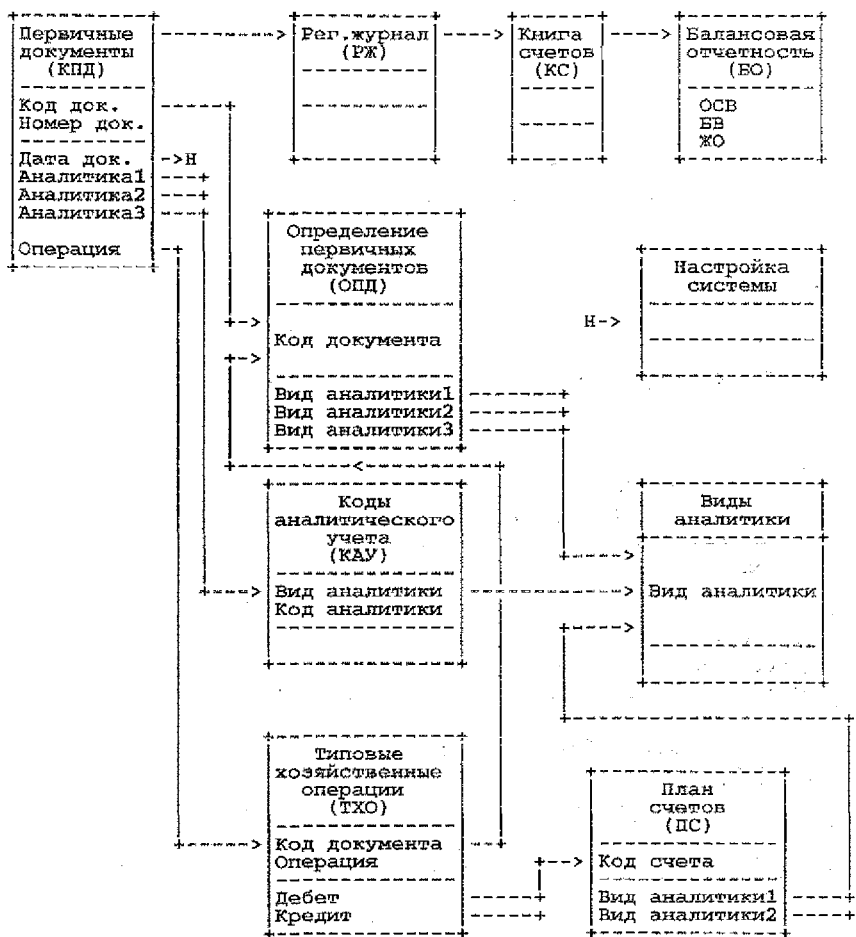 Первичные
документы
(КПД)
Код док.
Номер док.
Дата док. ->Н
Аналитика1
Аналитика2
Аналитика3
Операция
Рег.журнал
(РЖ)
Книга
счетов
(КС)
Балансовая
отчетность
(БО)
ОСВ
БВ
ЖО
Определение
первичных
документов
(ОПД)
Код документа
Вид аналитики1
Вид аналитики2
Вид аналитики3
Настройка
системы
Н->
Коды
аналитического
учета
(КАУ)
Вид аналитики
Код аналитики
Виды
аналитики
Вид аналитики
Типовые
хозяйственные
операции
(ТХО)
Код документа
Операция
Дебет
Кредит
План
счетов
(ПС)
Код счета
Вид аналитики1
Вид аналитики2